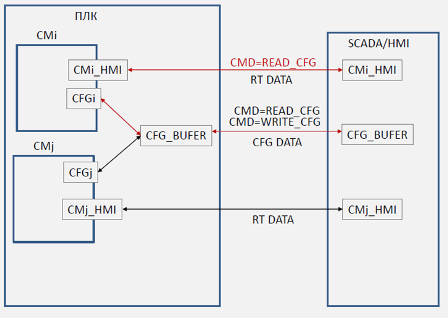 ПЛК
SCADA/HMI
CMi
CMi_HMI
CMD=READ_CFG
RT DATA
CMi_HMI
CFGi
CFG_BUFER
CMD=READ_CFG
CMD=WRITE_CFG
CFG DATA
CFG_BUFER
CMj
CFGj
CMj_HMI
RT DATA
CMj_HMI